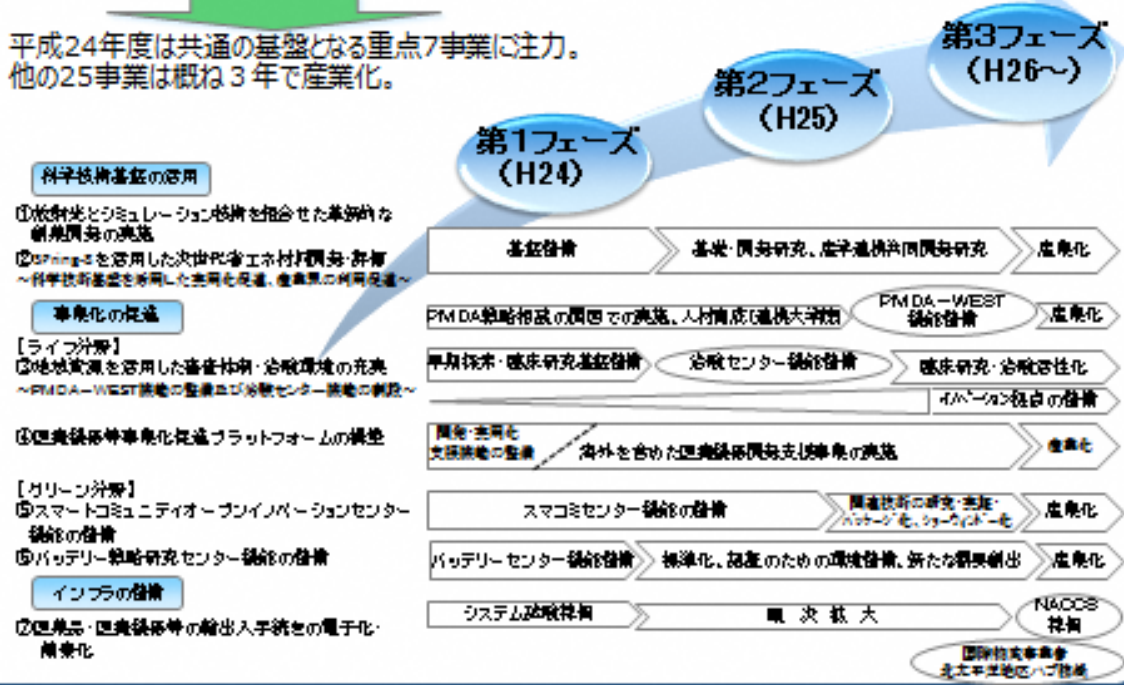 平成24年度は共通の基盤となる重点7事業に注力。
他の25事業は概ね3年で産業化。
第1フェーズ
(H24)
第2フェーズ
(H25)
第3フェーズ
(H26～)
科学技術基盤の活用
①放射光とシミュレーション技術を組合せた革新的な
創薬開発の実施
②SPring-8を活用した次世代省エネ材料開発・評価
～科学技術基盤を活用した実用化促進、産業界の利用促進～
基盤整備
基礎・開発研究、産学連携共同開発研究
産業化
事業化の促進
PMDA戦略相談の関西での実施、人材育成(連携大学院)
PMDA－WEST
機能整備
産業化
【ライフ分野】
③地域資源を活用した審査体制・治験環境の充実
～PMDA－WEST機能の整備及び治験センター機能の創設～
早期探索・臨床研究基盤整備
治験センター機能整備
臨床研究・治験活性化
イノベーション拠点の整備
④医療機器等事業化促進プラットフォームの構築
開発・実用化
支援機能の整備
海外を含めた医療機器開発支援事業の実施
産業化
【グリーン分野】
⑤スマートコミュニティオープンイノベーションセンター
機能の整備
スマコミセンター機能の整備
関連技術の研究・実証・
パッケージ化、ショーウィンドー化
産業化
⑥バッテリー戦略研究センター機能の整備
バッテリーセンター機能整備
標準化、認証のための環境整備、新たな需要創出
産業化
インフラの整備
⑦医薬品・医療機器等の輸出入手続きの電子化・
簡素化
システム試験稼働
順次拡大
NACCS
稼働
国際物流事業者
北太平洋地区ハブ機能